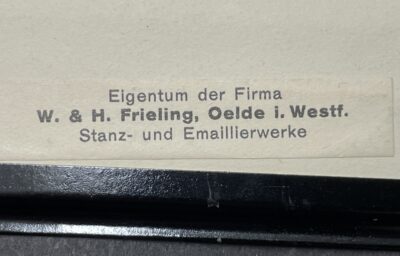 Eigentum der Firma
W. & H. Frieling, Oelde i. Westf.
Stanz- und Emaillierwerke